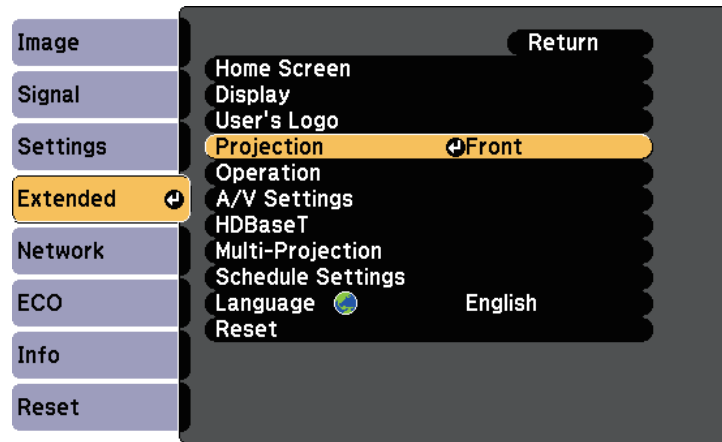 Image
Signal
Settings
Extended
Network
ECO
Info
Reset
Return
Home Screen
Display
User's Logo
Projection Front
Operation
A/V Settings
HDBaseT
Multi-Projection
Schedule Settings
Language English
Reset